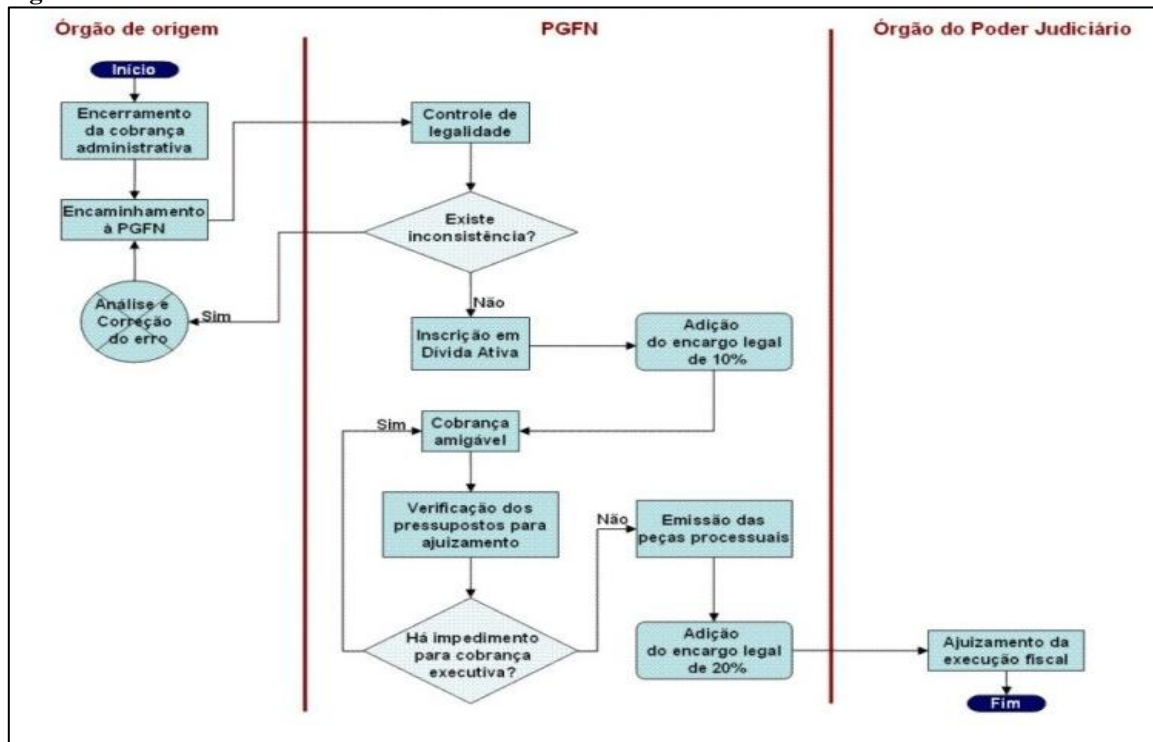 Órgão de origem
PGFN
Órgão do Poder Judiciário
Início
Encerramento
da cobrança
administrativa
Controle de
legalidade
Encaminhamento
à PGFN
Existe
inconsistência?
Análise e
Correção
do erro
Sim
Não
Inscrição em
Dívida Ativa
Adição
do encargo legal
de 10%
Sim
Cobrança
amigável
Verificação dos
pressupostos para
ajuizamento
Não
Emissão das
peças processuais
Há impedimento
para cobrança
executiva?
Adição
do encargo legal
de 20%
Ajuizamento da
execução fiscal
Fim